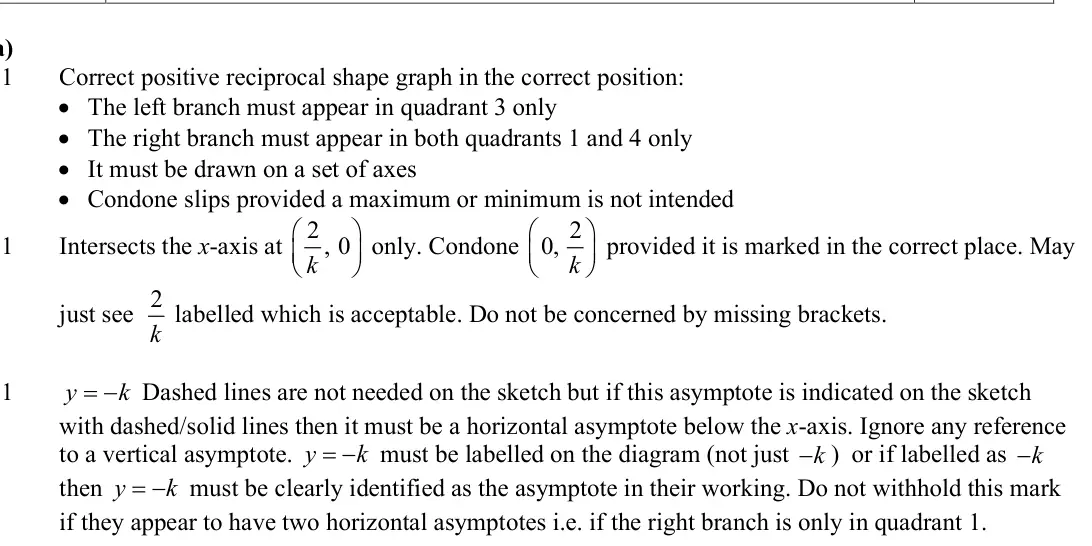 a)
1 Correct positive reciprocal shape graph in the correct position:
• The left branch must appear in quadrant 3 only
• The right branch must appear in both quadrants 1 and 4 only
• It must be drawn on a set of axes
• Condone slips provided a maximum or minimum is not intended
1 Intersects the x-axis at (2/k, 0) only. Condone (0, 2/k) provided it is marked in the correct place. May
just see 2/k labelled which is acceptable. Do not be concerned by missing brackets.
1 y = −k Dashed lines are not needed on the sketch but if this asymptote is indicated on the sketch
with dashed/solid lines then it must be a horizontal asymptote below the x-axis. Ignore any reference
to a vertical asymptote. y = −k must be labelled on the diagram (not just −k) or if labelled as −k
then y = −k must be clearly identified as the asymptote in their working. Do not withhold this mark
if they appear to have two horizontal asymptotes i.e. if the right branch is only in quadrant 1.